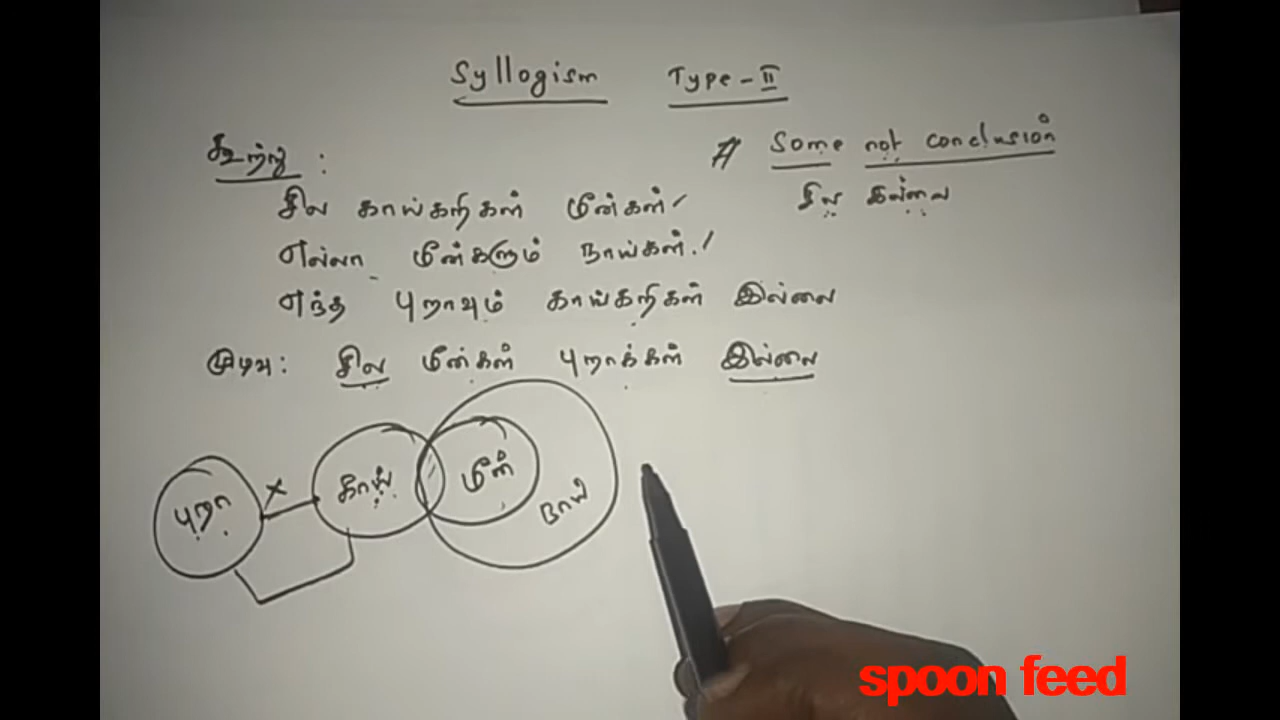 Syllogism Type - II
கூற்று :
# Some not conclusion
சில இல்லை
சில காய்கறிகள் மீன்கள்
எல்லா மீன்களும் நாய்கள்.
எந்த புறாவும் காய்கறிகள் இல்லை
முடிவு : சில மீன்கள் புறாக்கள் இல்லை
புறா
x
காய்
மீன்
நாய்
spoon feed